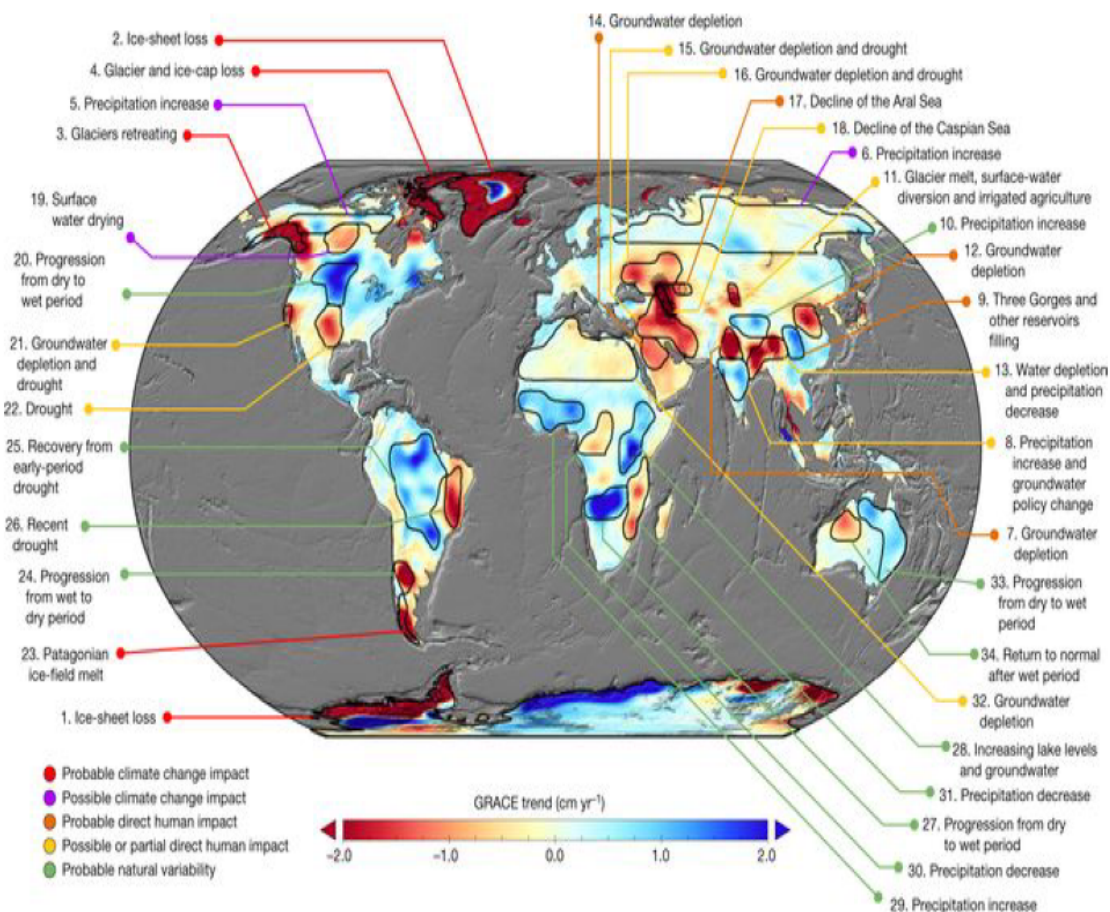 2. Ice-sheet loss
4. Glacier and ice-cap loss
5. Precipitation increase
3. Glaciers retreating
19. Surface
water drying
20. Progression
from dry to
wet period
21. Groundwater
depletion and
drought
22. Drought
25. Recovery from
early-period
drought
26. Recent
drought
24. Progression
from wet to
dry period
23. Patagonian
ice-field melt
1. Ice-sheet loss
14. Groundwater depletion
15. Groundwater depletion and drought
16. Groundwater depletion and drought
17. Decline of the Aral Sea
18. Decline of the Caspian Sea
6. Precipitation increase
11. Glacier melt, surface-water
diversion and irrigated agriculture
10. Precipitation increase
12. Groundwater
depletion
9. Three Gorges and
other reservoirs
filling
13. Water depletion
and precipitation
decrease
8. Precipitation
increase and
groundwater
policy change
7. Groundwater
depletion
33. Progression
from dry to wet
period
34. Return to normal
after wet period
32. Groundwater
depletion
28. Increasing lake levels
and groundwater
31. Precipitation decrease
27. Progression from dry
to wet period
30. Precipitation decrease
29. Precipitation increase
Probable climate change impact
Possible climate change impact
Probable direct human impact
Possible or partial direct human impact
Probable natural variability
GRACE trend (cm yr⁻¹)
−2.0 −1.0 0.0 1.0 2.0